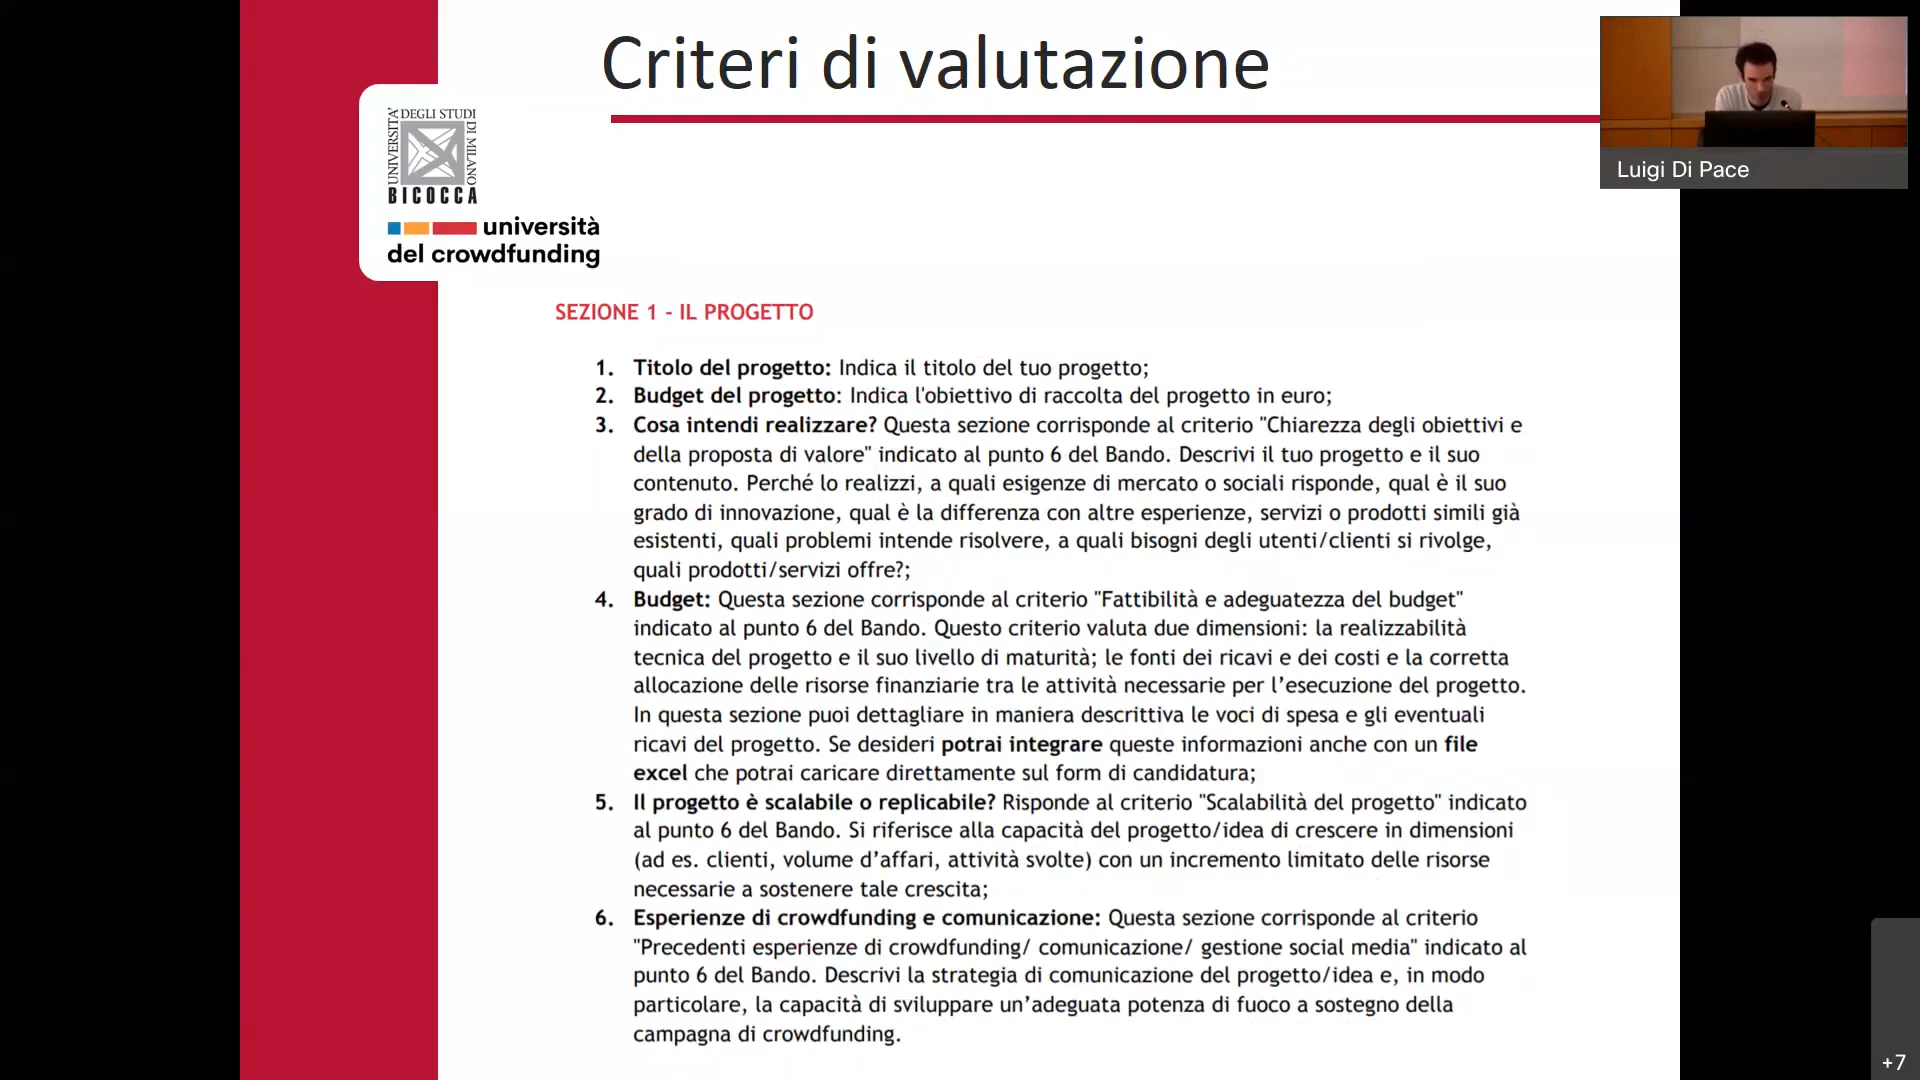 Criteri di valutazione
UNIVERSITA' DEGLI STUDI DI MILANO
BICOCCA
università
del crowdfunding
Luigi Di Pace
SEZIONE 1 - IL PROGETTO
1. Titolo del progetto: Indica il titolo del tuo progetto;
2. Budget del progetto: Indica l'obiettivo di raccolta del progetto in euro;
3. Cosa intendi realizzare? Questa sezione corrisponde al criterio "Chiarezza degli obiettivi e
della proposta di valore" indicato al punto 6 del Bando. Descrivi il tuo progetto e il suo
contenuto. Perché lo realizzi, a quali esigenze di mercato o sociali risponde, qual è il suo
grado di innovazione, qual è la differenza con altre esperienze, servizi o prodotti simili già
esistenti, quali problemi intende risolvere, a quali bisogni degli utenti/clienti si rivolge,
quali prodotti/servizi offre?;
4. Budget: Questa sezione corrisponde al criterio "Fattibilità e adeguatezza del budget"
indicato al punto 6 del Bando. Questo criterio valuta due dimensioni: la realizzabilità
tecnica del progetto e il suo livello di maturità; le fonti dei ricavi e dei costi e la corretta
allocazione delle risorse finanziarie tra le attività necessarie per l’esecuzione del progetto.
In questa sezione puoi dettagliare in maniera descrittiva le voci di spesa e gli eventuali
ricavi del progetto. Se desideri potrai integrare queste informazioni anche con un file
excel che potrai caricare direttamente sul form di candidatura;
5. Il progetto è scalabile o replicabile? Risponde al criterio "Scalabilità del progetto" indicato
al punto 6 del Bando. Si riferisce alla capacità del progetto/idea di crescere in dimensioni
(ad es. clienti, volume d’affari, attività svolte) con un incremento limitato delle risorse
necessarie a sostenere tale crescita;
6. Esperienze di crowdfunding e comunicazione: Questa sezione corrisponde al criterio
"Precedenti esperienze di crowdfunding/ comunicazione/ gestione social media" indicato al
punto 6 del Bando. Descrivi la strategia di comunicazione del progetto/idea e, in modo
particolare, la capacità di sviluppare un’adeguata potenza di fuoco a sostegno della
campagna di crowdfunding.
+7